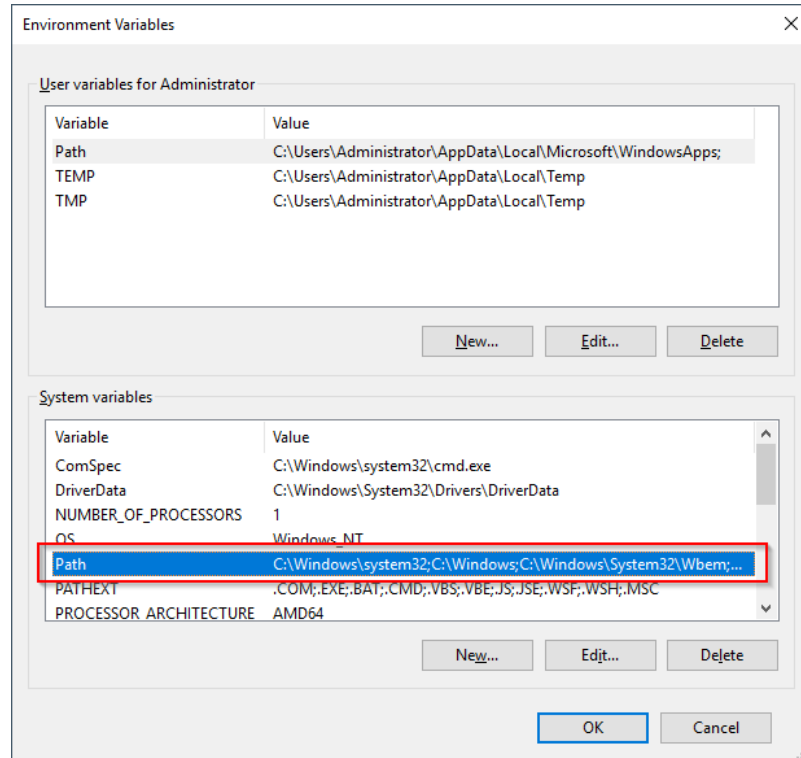 Environment Variables
User variables for Administrator
Variable Value
Path C:\Users\Administrator\AppData\Local\Microsoft\WindowsApps;
TEMP C:\Users\Administrator\AppData\Local\Temp
TMP C:\Users\Administrator\AppData\Local\Temp
New... Edit... Delete
System variables
Variable Value
ComSpec C:\Windows\system32\cmd.exe
DriverData C:\Windows\System32\Drivers\DriverData
NUMBER_OF_PROCESSORS 1
OS Windows_NT
Path C:\Windows\system32;C:\Windows;C:\Windows\System32\Wbem;...
PATHEXT .COM;.EXE;.BAT;.CMD;.VBS;.VBE;.JS;.JSE;.WSF;.WSH;.MSC
PROCESSOR_ARCHITECTURE AMD64
New... Edit... Delete
OK Cancel